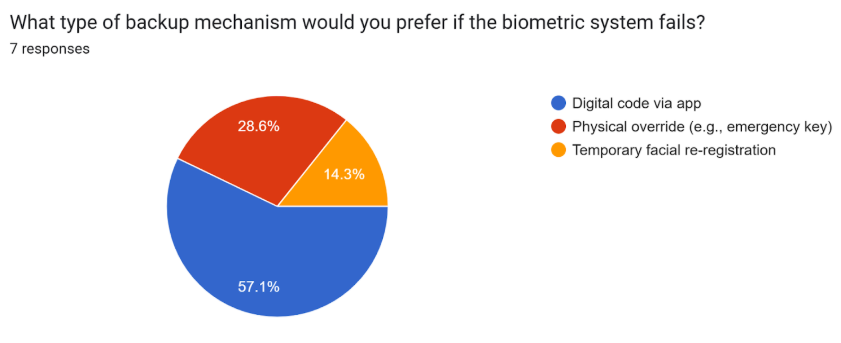 What type of backup mechanism would you prefer if the biometric system fails?
7 responses
28.6%
14.3%
57.1%
Digital code via app
Physical override (e.g., emergency key)
Temporary facial re-registration